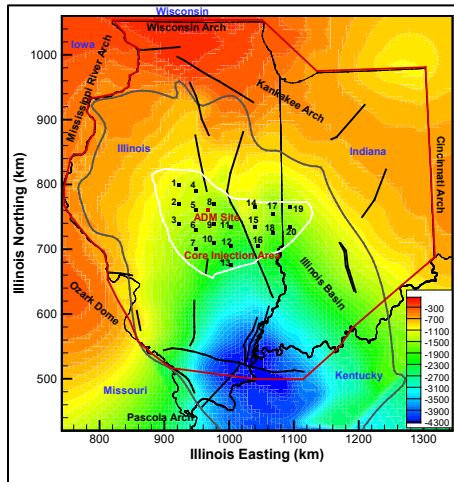 Wisconsin
Wisconsin Arch
Iowa
Mississippi River Arch
Kankakee Arch
Illinois
Indiana
Cincinnati Arch
1 4
2 5 8 14 17 19
ADM Site
3 6 9 11 15 18 20
7 10 12 16
Core Injection Area
13
Illinois Basin
Ozark Dome
Missouri
Kentucky
Pascola Arch
1000
900
800
700
600
500
Illinois Northing (km)
800 900 1000 1100 1200 1300
Illinois Easting (km)
-300
-700
-1100
-1500
-1900
-2300
-2700
-3100
-3500
-3900
-4300